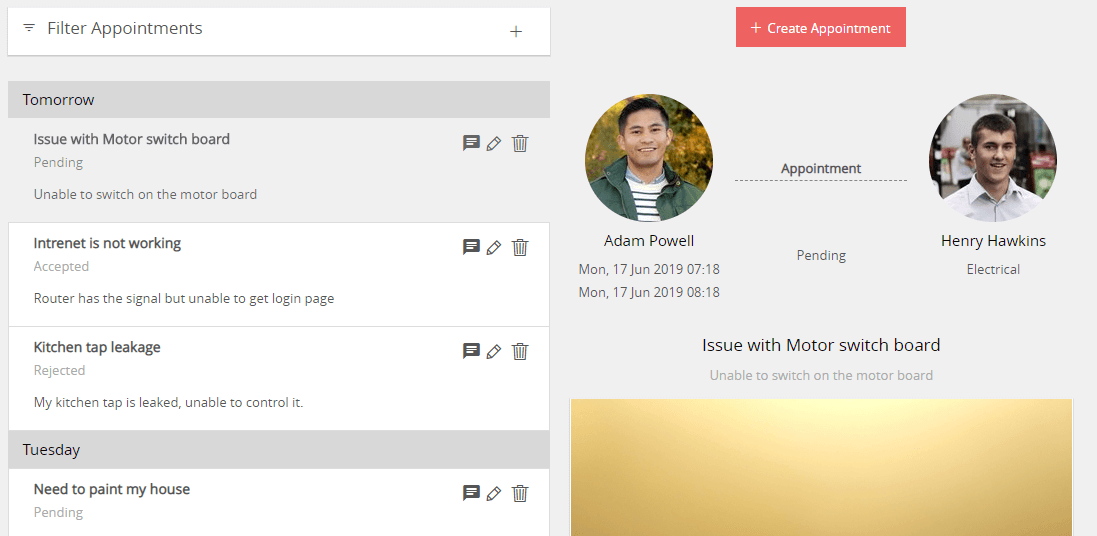 Filter Appointments
+
Tomorrow
Issue with Motor switch board
Pending
Unable to switch on the motor board
Intrenet is not working
Accepted
Router has the signal but unable to get login page
Kitchen tap leakage
Rejected
My kitchen tap is leaked, unable to control it.
Tuesday
Need to paint my house
Pending
+ Create Appointment
Appointment
Adam Powell
Mon, 17 Jun 2019 07:18
Mon, 17 Jun 2019 08:18
Pending
Henry Hawkins
Electrical
Issue with Motor switch board
Unable to switch on the motor board